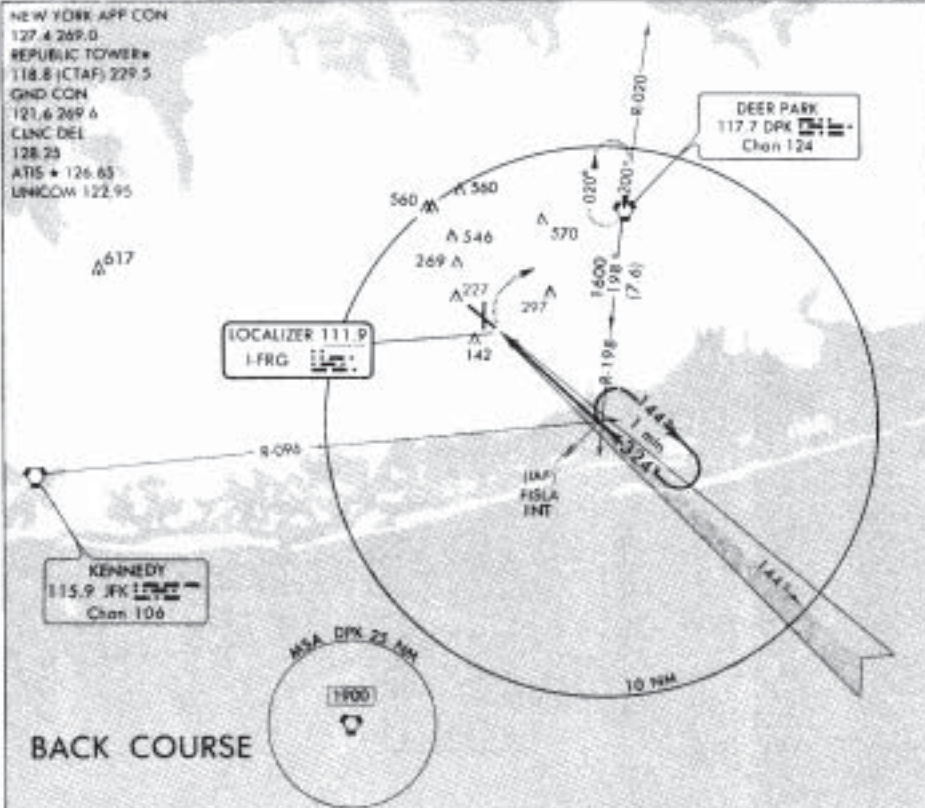 NEW YORK APP CON
127.4 269.0
REPUBLIC TOWER★
118.8 (CTAF) 229.5
GND CON
121.6 269.6
CLNC DEL
128.25
ATIS ★ 126.65
UNICOM 122.95
R-020
DEER PARK
117.7 DPK
Chan 124
020°
200°
560
560
546
570
269
617
227
297
1600
198
(7.6)
LOCALIZER 111.9
I-FRG
142
R-198
144°
1 min
324°
R-096
(IAF)
FISLA
INT
KENNEDY
115.9 JFK
Chan 106
144°
MSA DPK 25 NM
1900
10 NM
BACK COURSE